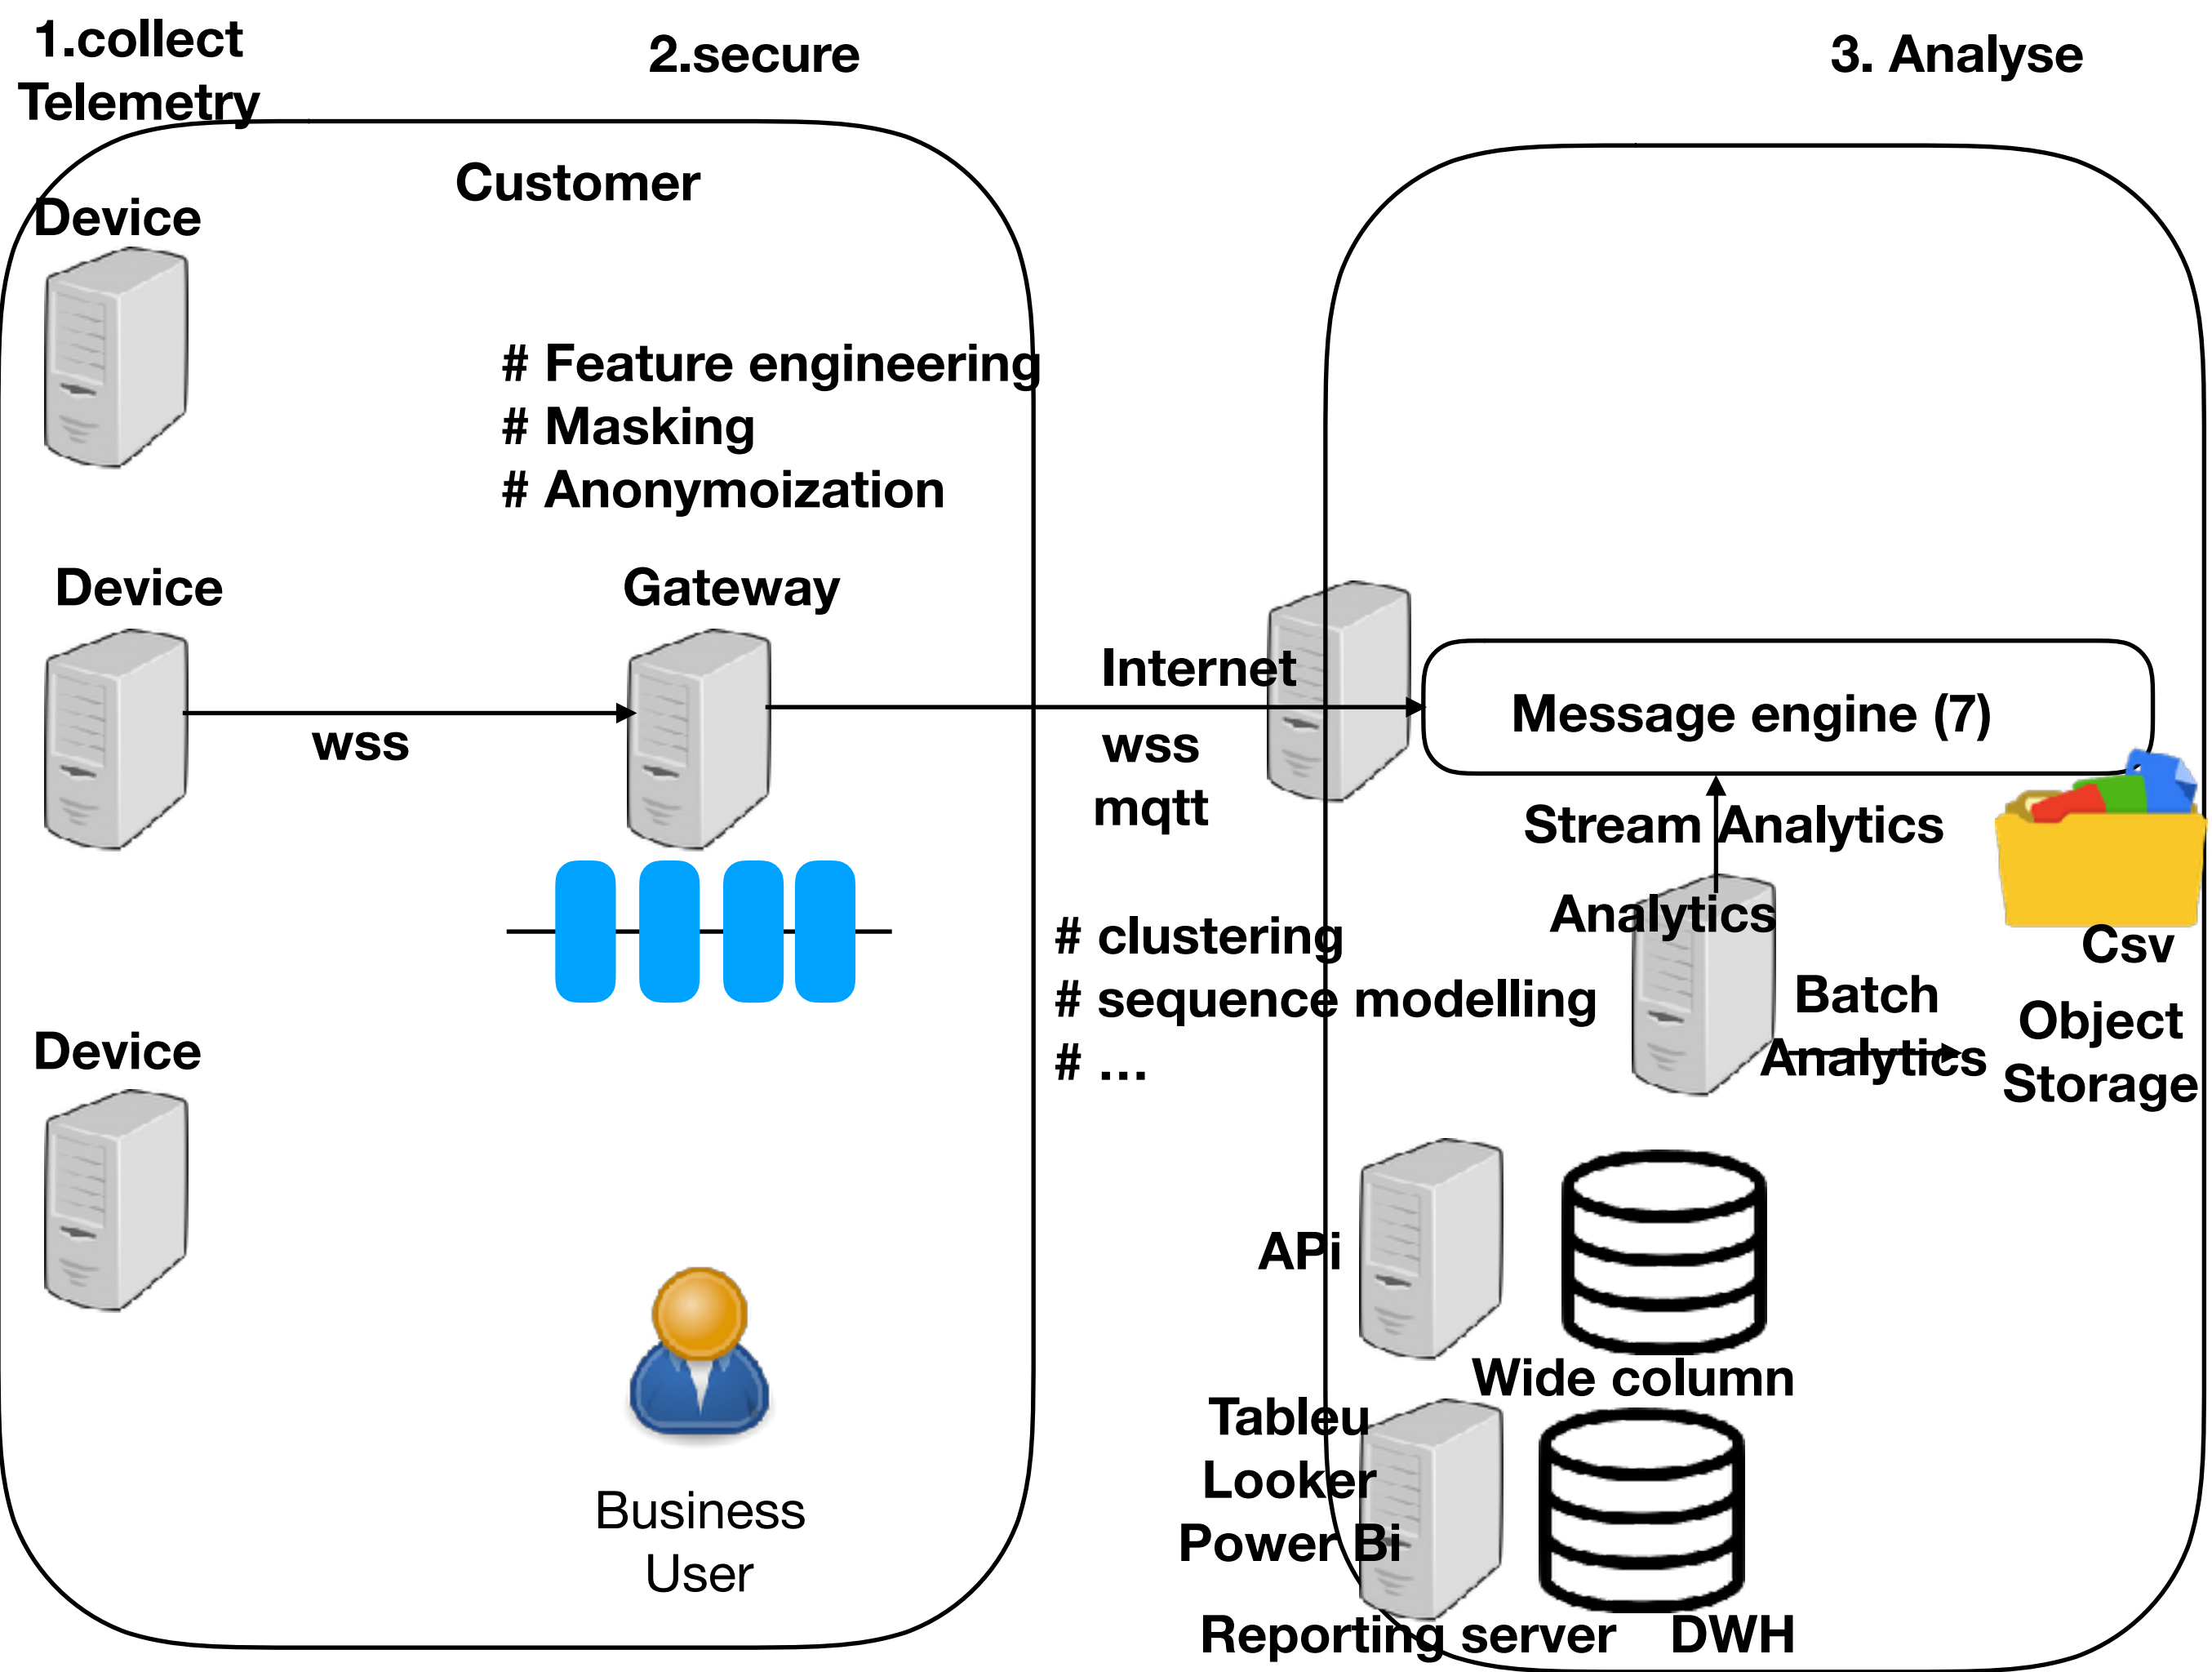 1.collect
Telemetry
2.secure
3. Analyse
Customer
Device
# Feature engineering
# Masking
# Anonymoization
Device
Gateway
wss
Internet
wss
mqtt
Message engine (7)
Stream Analytics
Analytics
Csv
# clustering
# sequence modelling
# …
Batch
Analytics
Object
Storage
Device
APi
Wide column
Tableu
Looker
Power Bi
Business
User
Reporting server
DWH